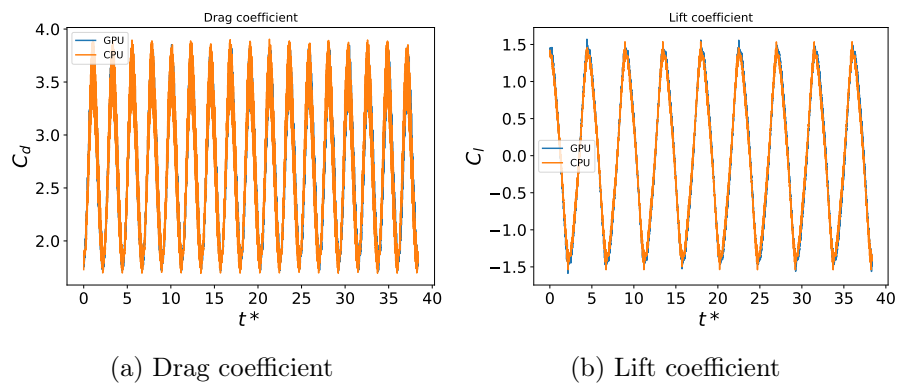 Drag coefficient
4.0
3.5
3.0
2.5
2.0
GPU
CPU
C_d
0 5 10 15 20 25 30 35 40
t*
(a) Drag coefficient
Lift coefficient
1.5
1.0
0.5
0.0
−0.5
−1.0
−1.5
GPU
CPU
C_l
0 5 10 15 20 25 30 35 40
t*
(b) Lift coefficient